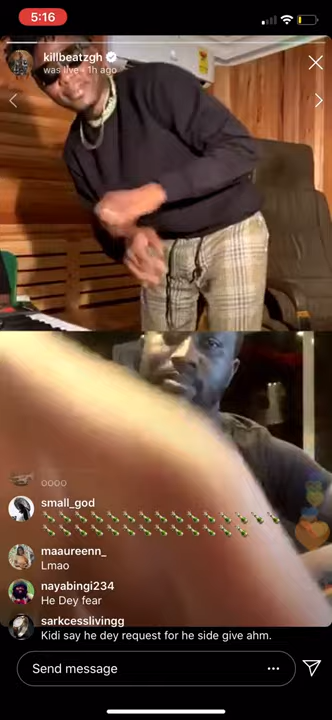 5:16
killbeatzgh
was live • 1h ago
oooo
small_god
maaureenn_
Lmao
nayabingi234
He Dey fear
sarkcesslivingg
Kidi say he dey request for he side give ahm.
Send message